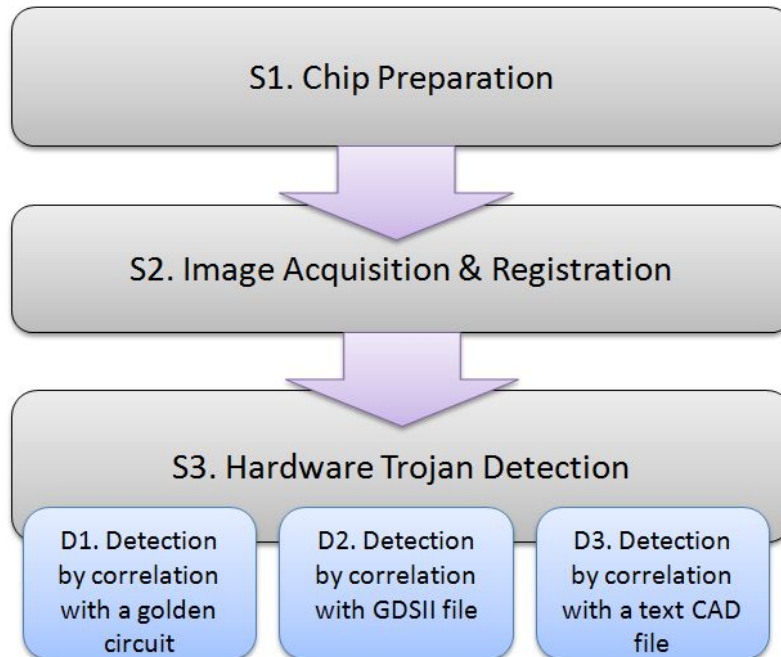 S1. Chip Preparation
S2. Image Acquisition & Registration
S3. Hardware Trojan Detection
D1. Detection
by correlation
with a golden
circuit
D2. Detection
by correlation
with GDSII file
D3. Detection
by correlation
with a text CAD
file